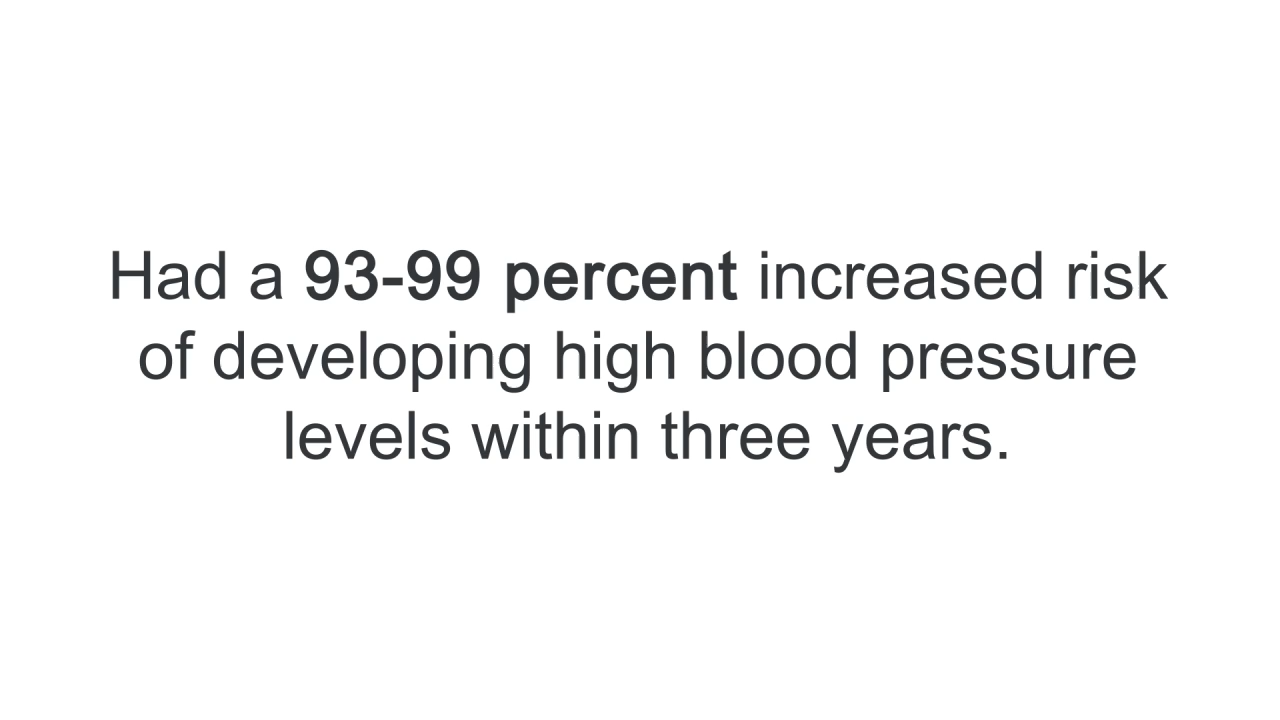 Had a 93-99 percent increased risk
of developing high blood pressure
levels within three years.